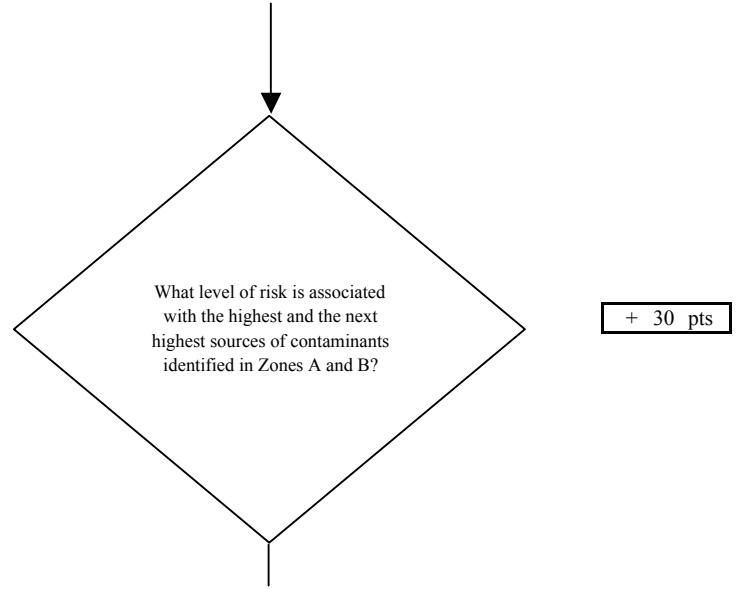 What level of risk is associated
with the highest and the next
highest sources of contaminants
identified in Zones A and B?
+ 30 pts